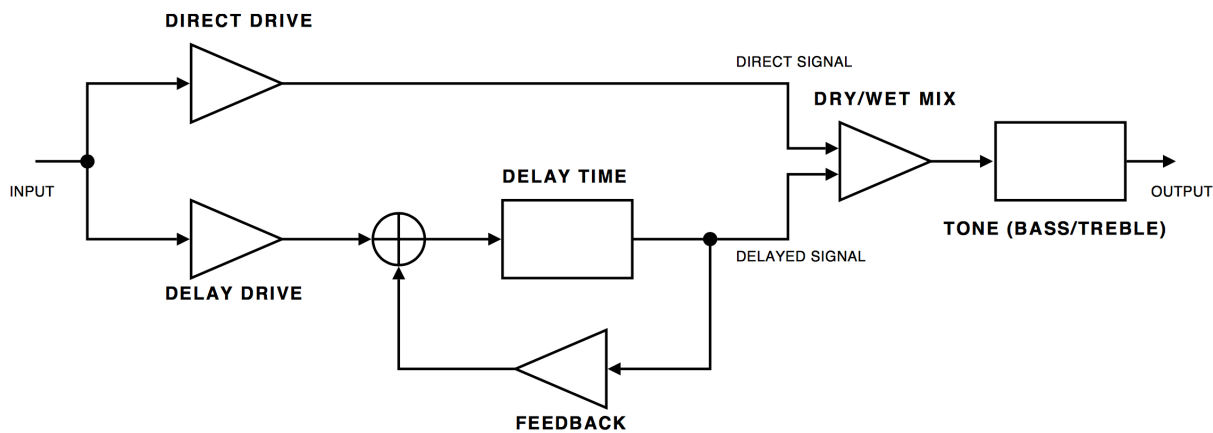 DIRECT DRIVE
DIRECT SIGNAL
DRY/WET MIX
DELAY TIME
INPUT
OUTPUT
TONE (BASS/TREBLE)
DELAYED SIGNAL
DELAY DRIVE
FEEDBACK